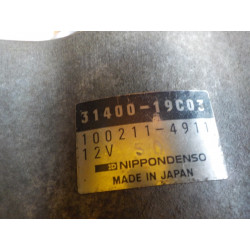 31400-19C03
100211-4911
12V
NIPPONDENSO
MADE IN JAPAN